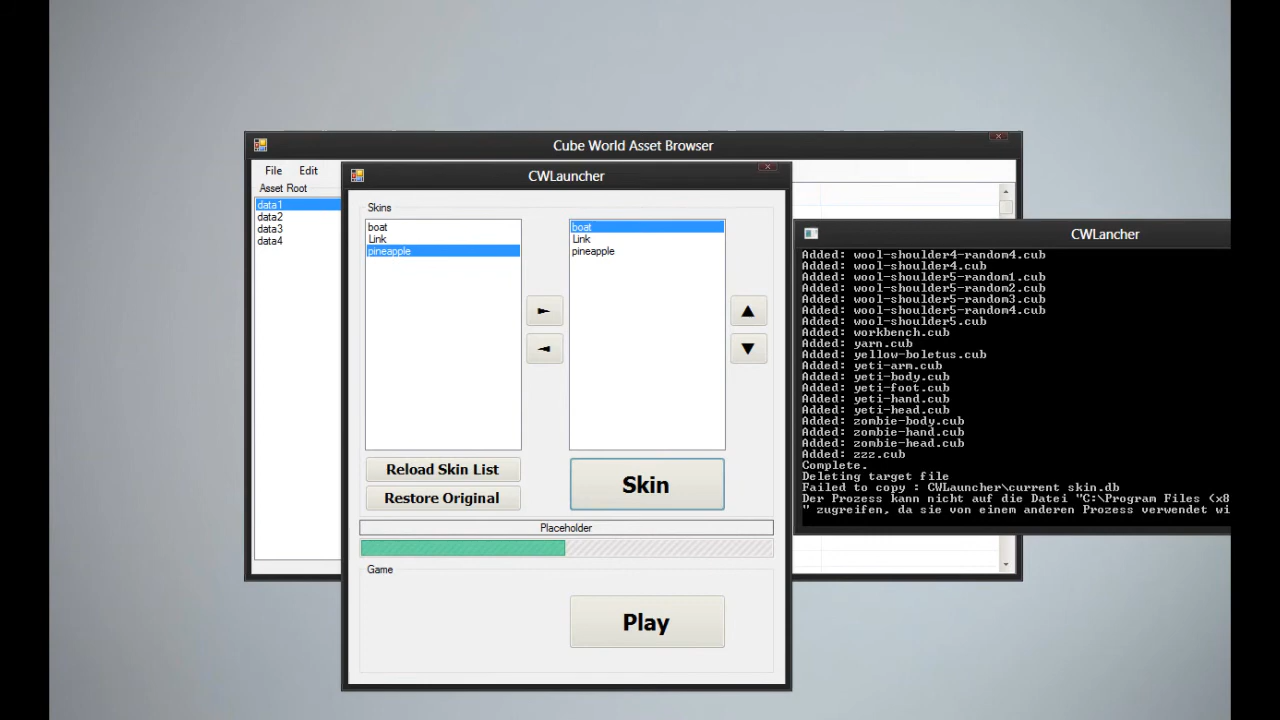 Cube World Asset Browser
File Edit
Asset Root
data1
data2
data3
data4
CWLauncher
Skins
boat
Link
pineapple
boat
Link
pineapple
Reload Skin List
Restore Original
Skin
Placeholder
Game
Play
CWLancher
Added: wool-shoulder4-random4.cub
Added: wool-shoulder4.cub
Added: wool-shoulder5-random1.cub
Added: wool-shoulder5-random2.cub
Added: wool-shoulder5-random3.cub
Added: wool-shoulder5-random4.cub
Added: wool-shoulder5.cub
Added: workbench.cub
Added: yarn.cub
Added: yellow-boletus.cub
Added: yeti-arm.cub
Added: yeti-body.cub
Added: yeti-foot.cub
Added: yeti-hand.cub
Added: yeti-head.cub
Added: zombie-body.cub
Added: zombie-hand.cub
Added: zombie-head.cub
Added: zzz.cub
Complete.
Deleting target file
Failed to copy : CWLauncher\current skin.db
Der Prozess kann nicht auf die Datei "C:\Program Files (x8
" zugreifen, da sie von einem anderen Prozess verwendet wi